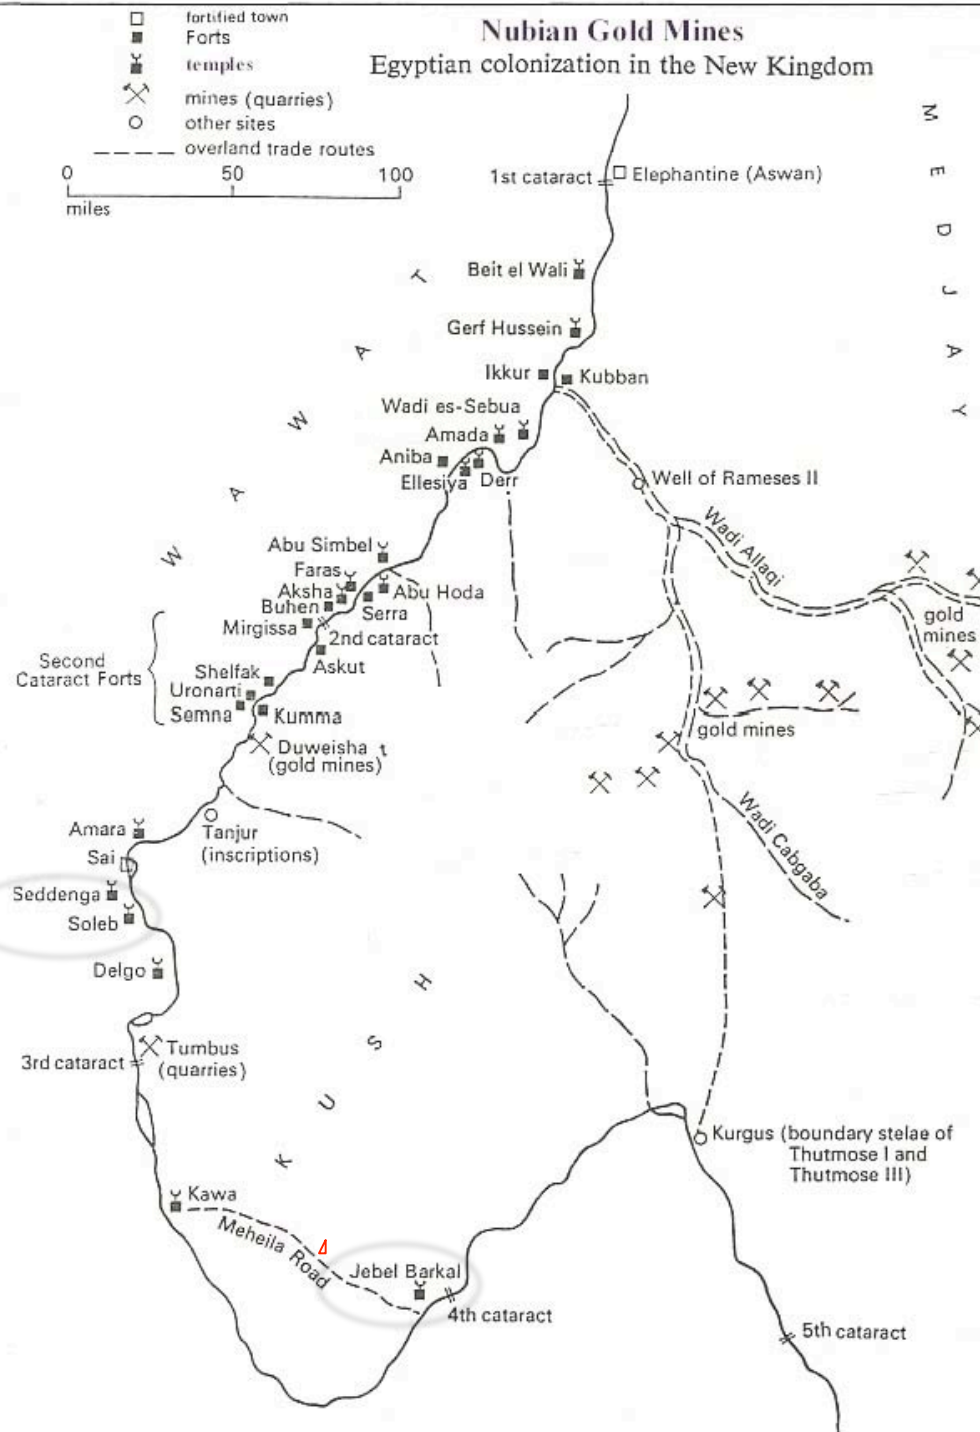 Nubian Gold Mines
Egyptian colonization in the New Kingdom
fortified town
Forts
temples
mines (quarries)
other sites
overland trade routes
0 50 100
miles
MEDJAY
1st cataract
Elephantine (Aswan)
Beit el Wali
Gerf Hussein
Ikkur
Kubban
WAWAT
Wadi es-Sebua
Amada
Aniba
Ellesiya
Derr
Well of Rameses II
Wadi Allaqi
Abu Simbel
Faras
Aksha
Abu Hoda
Buhen
Serra
Mirgissa
2nd cataract
Askut
Second
Cataract Forts
Shelfak
Uronarti
Semna
Kumma
gold
mines
gold mines
Duweisha t
(gold mines)
Wadi Cabgaba
Amara
Tanjur
(inscriptions)
Sai
Seddenga
Soleb
Delgo
KUSH
Tumbus
(quarries)
3rd cataract
Kurgus (boundary stelae of
Thutmose I and
Thutmose III)
Kawa
Meheila Road
Jebel Barkal
4th cataract
5th cataract